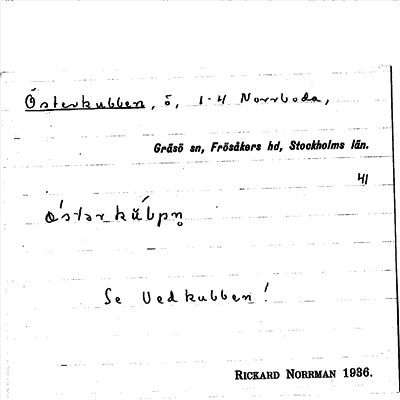 Österkubben, ö, 1-4 Norrboda,
Gräsö sn, Frösåkers hd, Stockholms län.
41
Se Vedkubben!
RICKARD NORRMAN 1936.